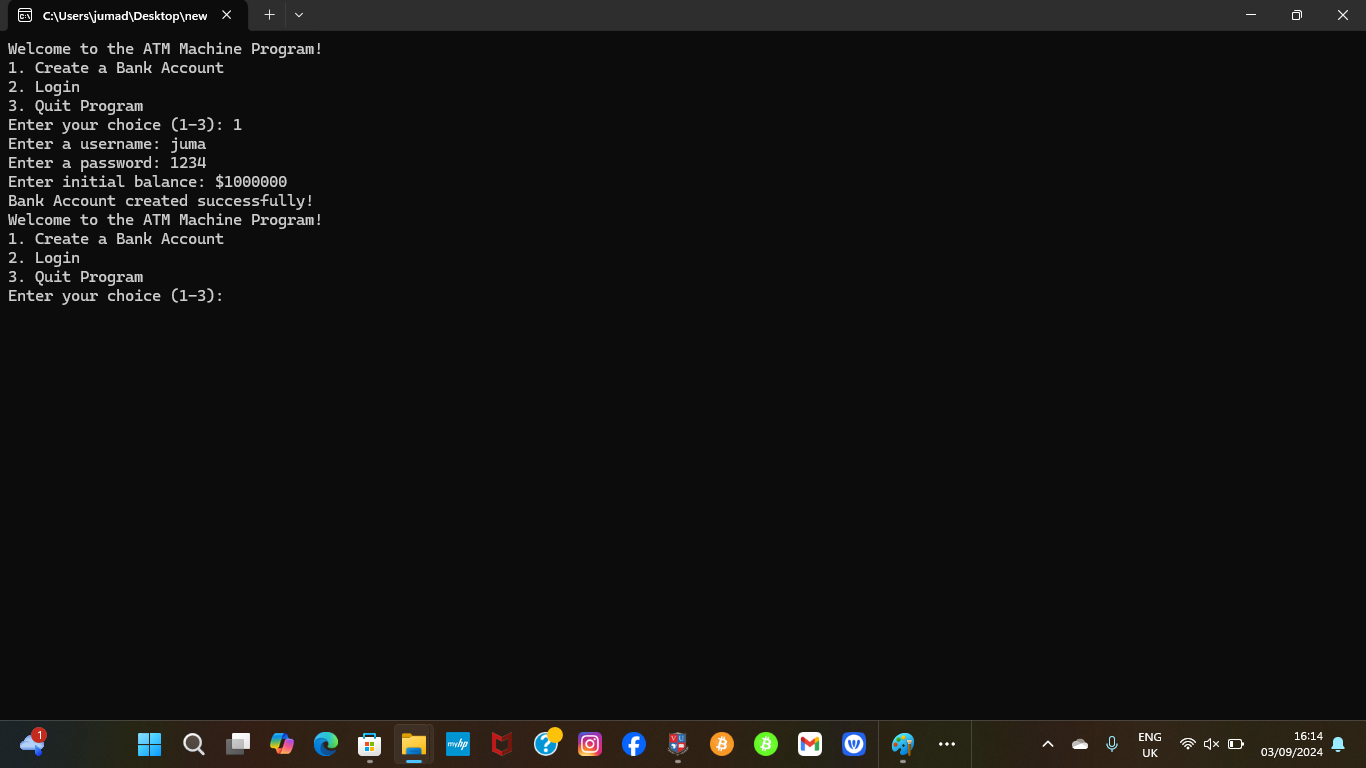 C:\Users\jumad\Desktop\new
Welcome to the ATM Machine Program!
1. Create a Bank Account
2. Login
3. Quit Program
Enter your choice (1-3): 1
Enter a username: juma
Enter a password: 1234
Enter initial balance: $1000000
Bank Account created successfully!
Welcome to the ATM Machine Program!
1. Create a Bank Account
2. Login
3. Quit Program
Enter your choice (1-3):
1
myhp
ENG
UK
16:14
03/09/2024